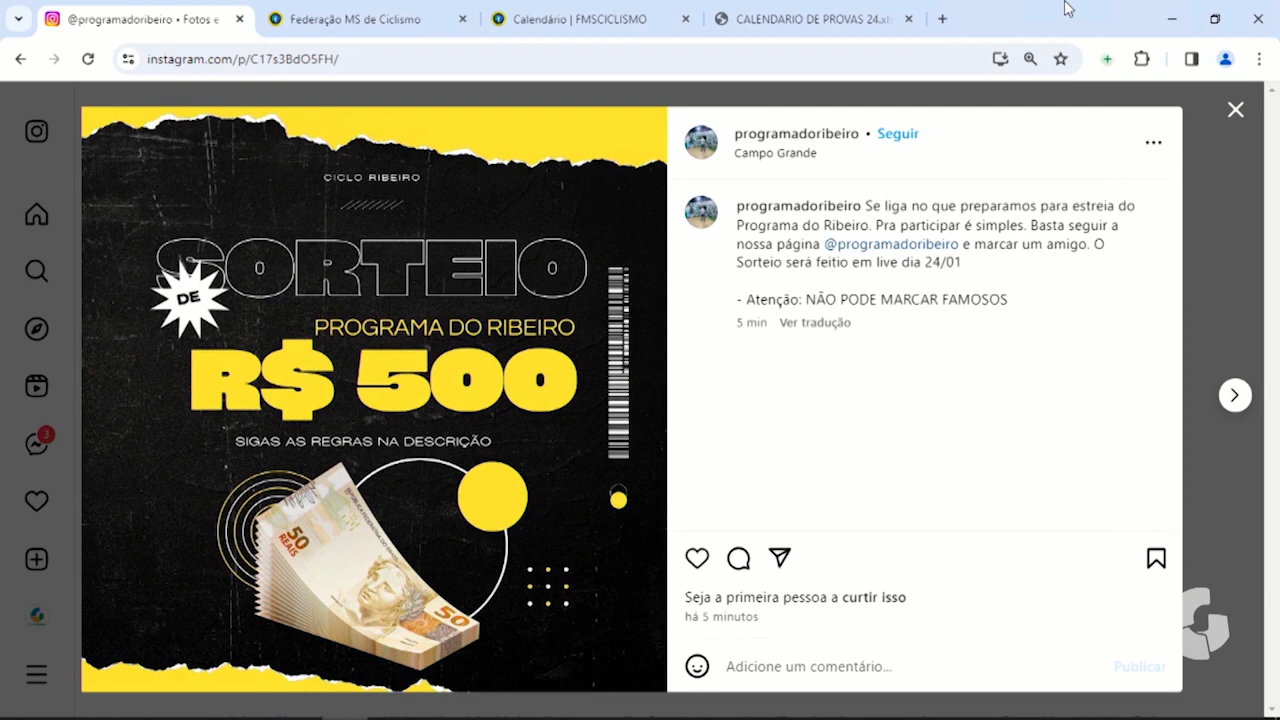 @programadoribeiro • Fotos e
Federação MS de Ciclismo
Calendário | FMSCICLISMO
CALENDARIO DE PROVAS 24.xls
instagram.com/p/C17s3BdO5FH/
CICLO RIBEIRO
SORTEIO
DE
PROGRAMA DO RIBEIRO
R$ 500
SIGAS AS REGRAS NA DESCRIÇÃO
50
REAIS
50
3
programadoribeiro • Seguir
Campo Grande
programadoribeiro Se liga no que preparamos para estreia do
Programa do Ribeiro. Pra participar é simples. Basta seguir a
nossa página @programadoribeiro e marcar um amigo. O
Sorteio será feitio em live dia 24/01
- Atenção: NÃO PODE MARCAR FAMOSOS
5 min Ver tradução
Seja a primeira pessoa a curtir isso
há 5 minutos
Adicione um comentário...
Publicar